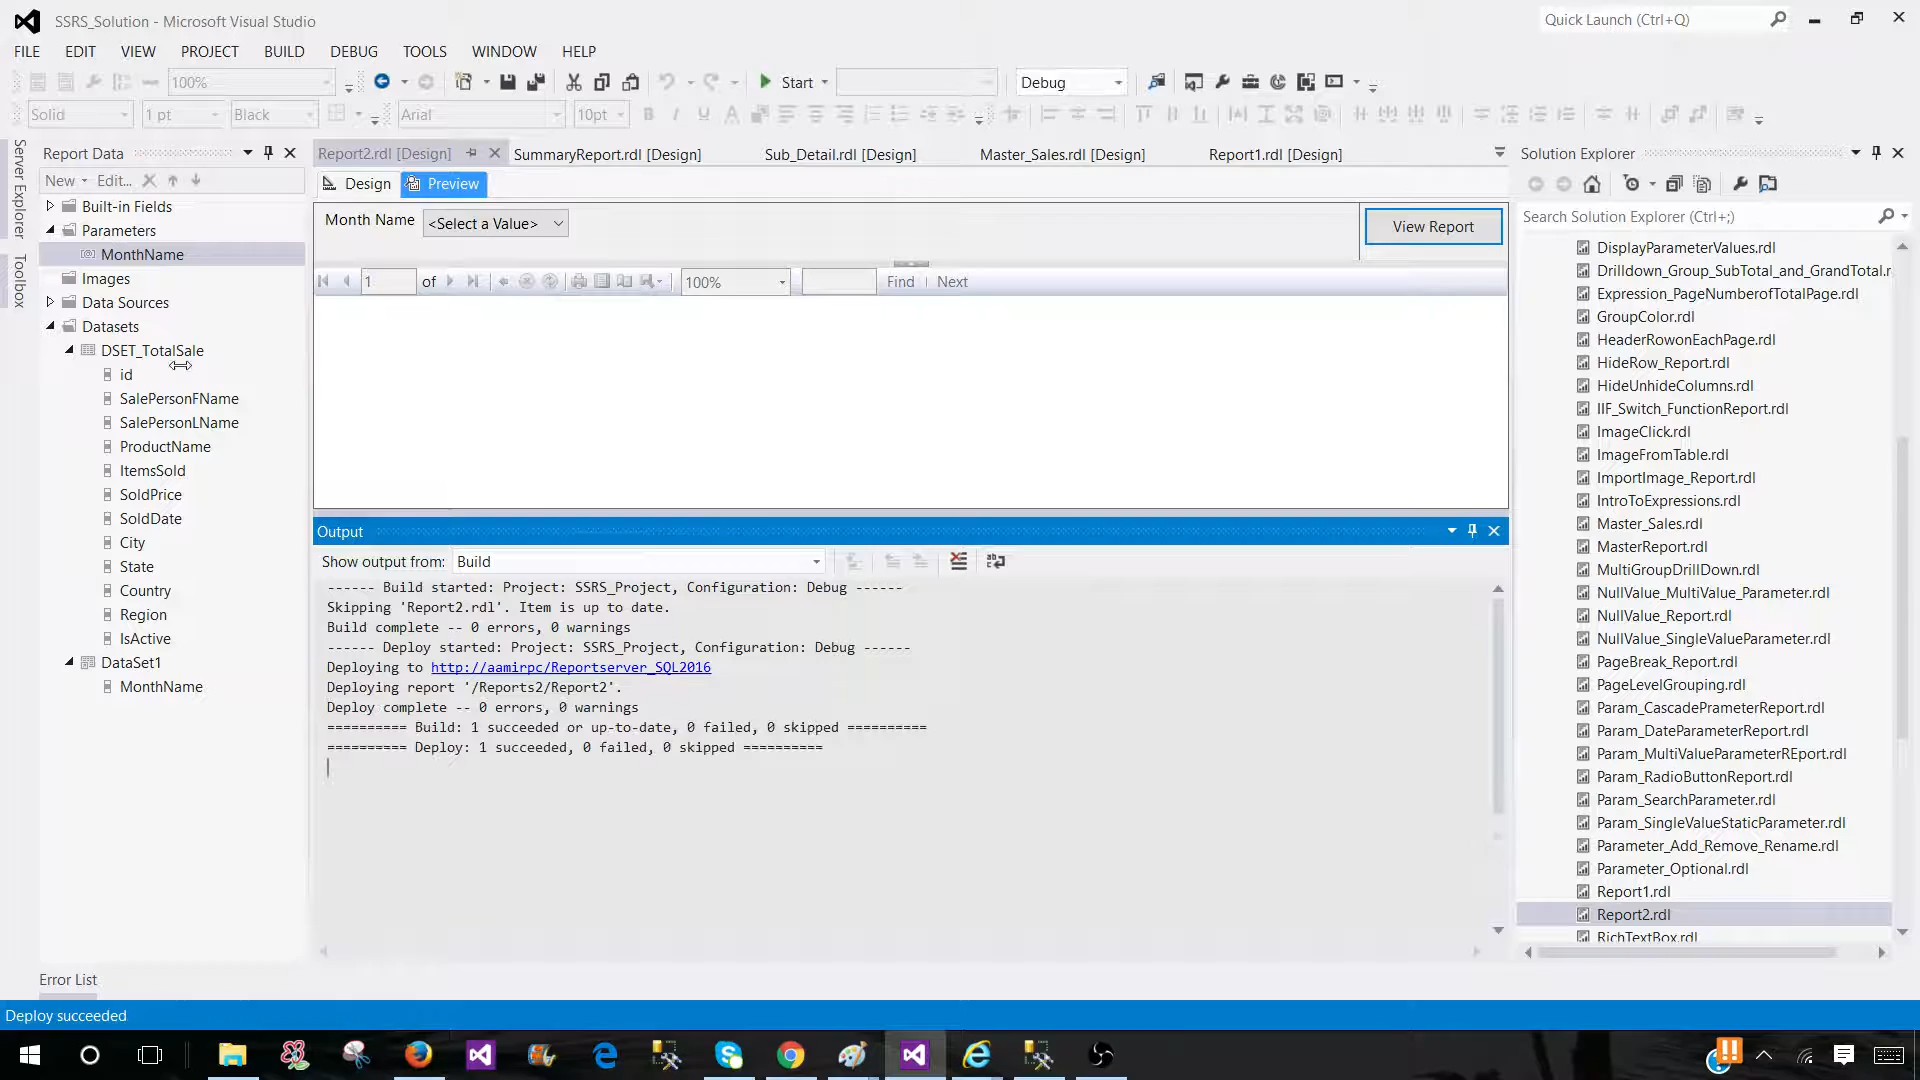 SSRS_Solution - Microsoft Visual Studio
Quick Launch (Ctrl+Q)
FILE EDIT VIEW PROJECT BUILD DEBUG TOOLS WINDOW HELP
100% Start Debug
Solid 1 pt Black Arial 10pt
Server Explorer
Toolbox
Report Data
New Edit...
Built-in Fields
Parameters
MonthName
Images
Data Sources
Datasets
DSET_TotalSale
id
SalePersonFName
SalePersonLName
ProductName
ItemsSold
SoldPrice
SoldDate
City
State
Country
Region
IsActive
DataSet1
MonthName
Report2.rdl [Design] SummaryReport.rdl [Design] Sub_Detail.rdl [Design] Master_Sales.rdl [Design] Report1.rdl [Design]
Design Preview
Month Name <Select a Value> View Report
1 of 100% Find Next
Output
Show output from: Build
------ Build started: Project: SSRS_Project, Configuration: Debug ------
Skipping 'Report2.rdl'. Item is up to date.
Build complete -- 0 errors, 0 warnings
------ Deploy started: Project: SSRS_Project, Configuration: Debug ------
Deploying to http://aamirpc/Reportserver_SQL2016
Deploying report '/Reports2/Report2'.
Deploy complete -- 0 errors, 0 warnings
========== Build: 1 succeeded or up-to-date, 0 failed, 0 skipped ==========
========== Deploy: 1 succeeded, 0 failed, 0 skipped ==========
Solution Explorer
Search Solution Explorer (Ctrl+;)
DisplayParameterValues.rdl
Drilldown_Group_SubTotal_and_GrandTotal.r
Expression_PageNumberofTotalPage.rdl
GroupColor.rdl
HeaderRowonEachPage.rdl
HideRow_Report.rdl
HideUnhideColumns.rdl
IIF_Switch_FunctionReport.rdl
ImageClick.rdl
ImageFromTable.rdl
ImportImage_Report.rdl
IntroToExpressions.rdl
Master_Sales.rdl
MasterReport.rdl
MultiGroupDrillDown.rdl
NullValue_MultiValue_Parameter.rdl
NullValue_Report.rdl
NullValue_SingleValueParameter.rdl
PageBreak_Report.rdl
PageLevelGrouping.rdl
Param_CascadePrameterReport.rdl
Param_DateParameterReport.rdl
Param_MultiValueParameterREport.rdl
Param_RadioButtonReport.rdl
Param_SearchParameter.rdl
Param_SingleValueStaticParameter.rdl
Parameter_Add_Remove_Rename.rdl
Parameter_Optional.rdl
Report1.rdl
Report2.rdl
RichTextBox.rdl
Error List
Deploy succeeded